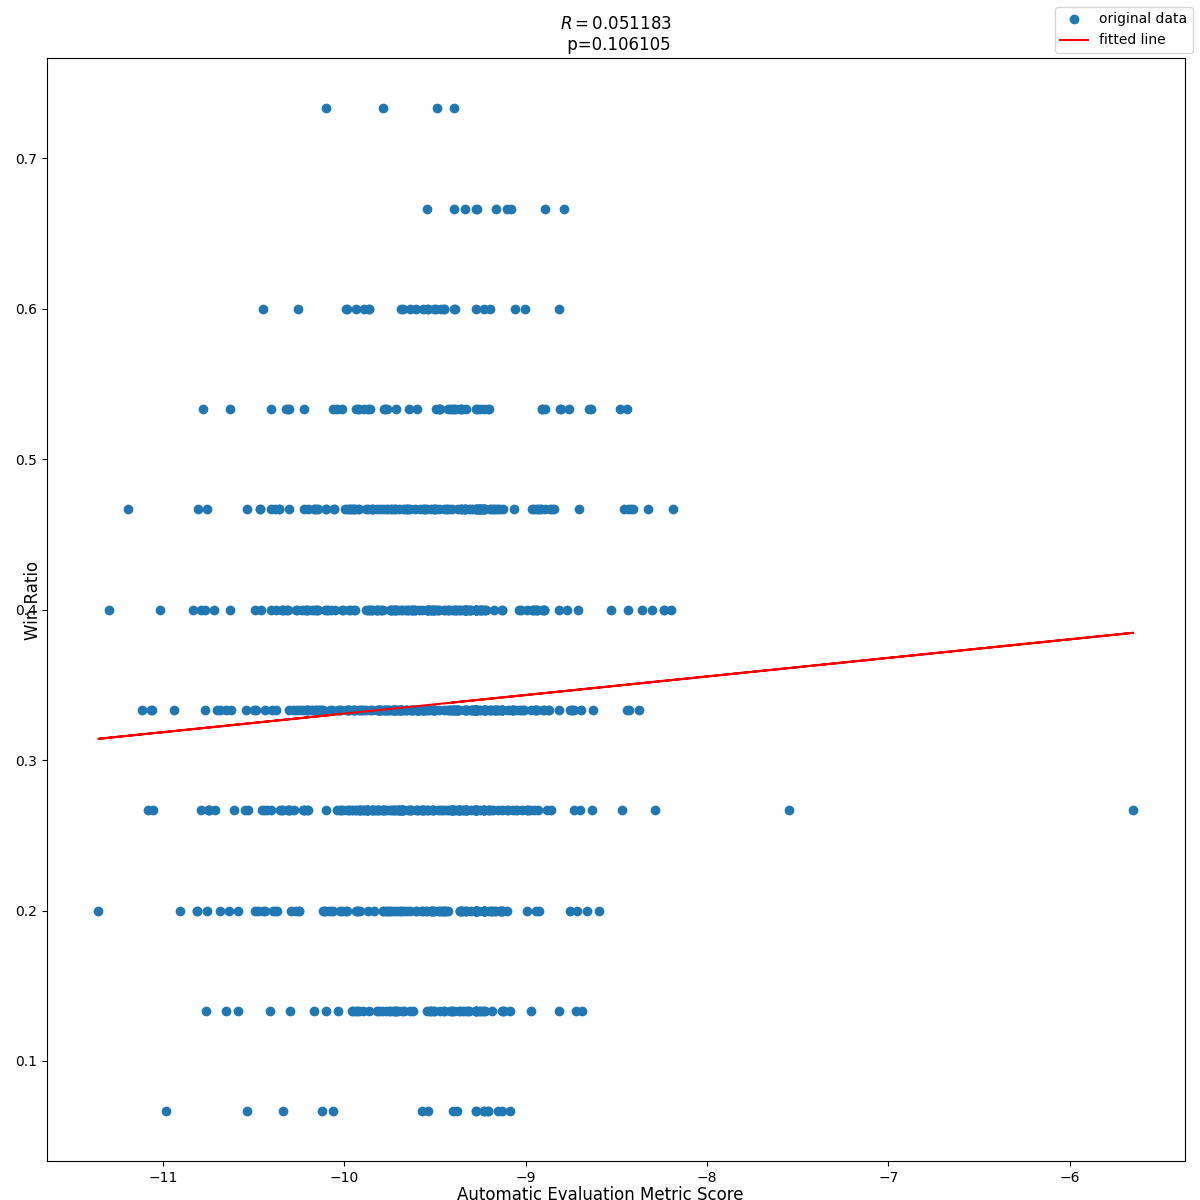 R = 0.051183
p=0.106105
original data
fitted line
0.7
0.6
0.5
0.4
0.3
0.2
0.1
Win Ratio
−11
−10
−9
−8
−7
−6
Automatic Evaluation Metric Score